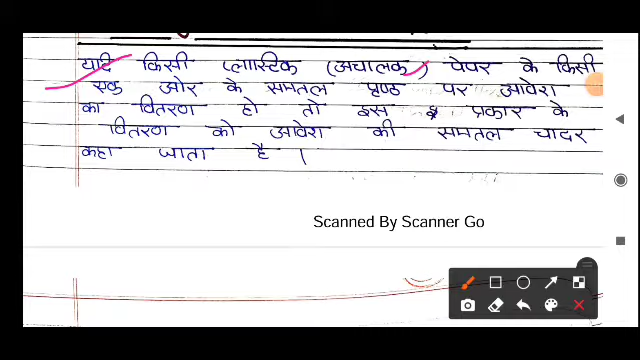 यदि किसी प्लास्टिक (अचालक) पेपर के किसी
एक ओर के समतल पृष्ठ पर आवेश
का वितरण हो तो इस प्रकार के
वितरण को आवेश की समतल चादर
कहा जाता है ।
Scanned By Scanner Go